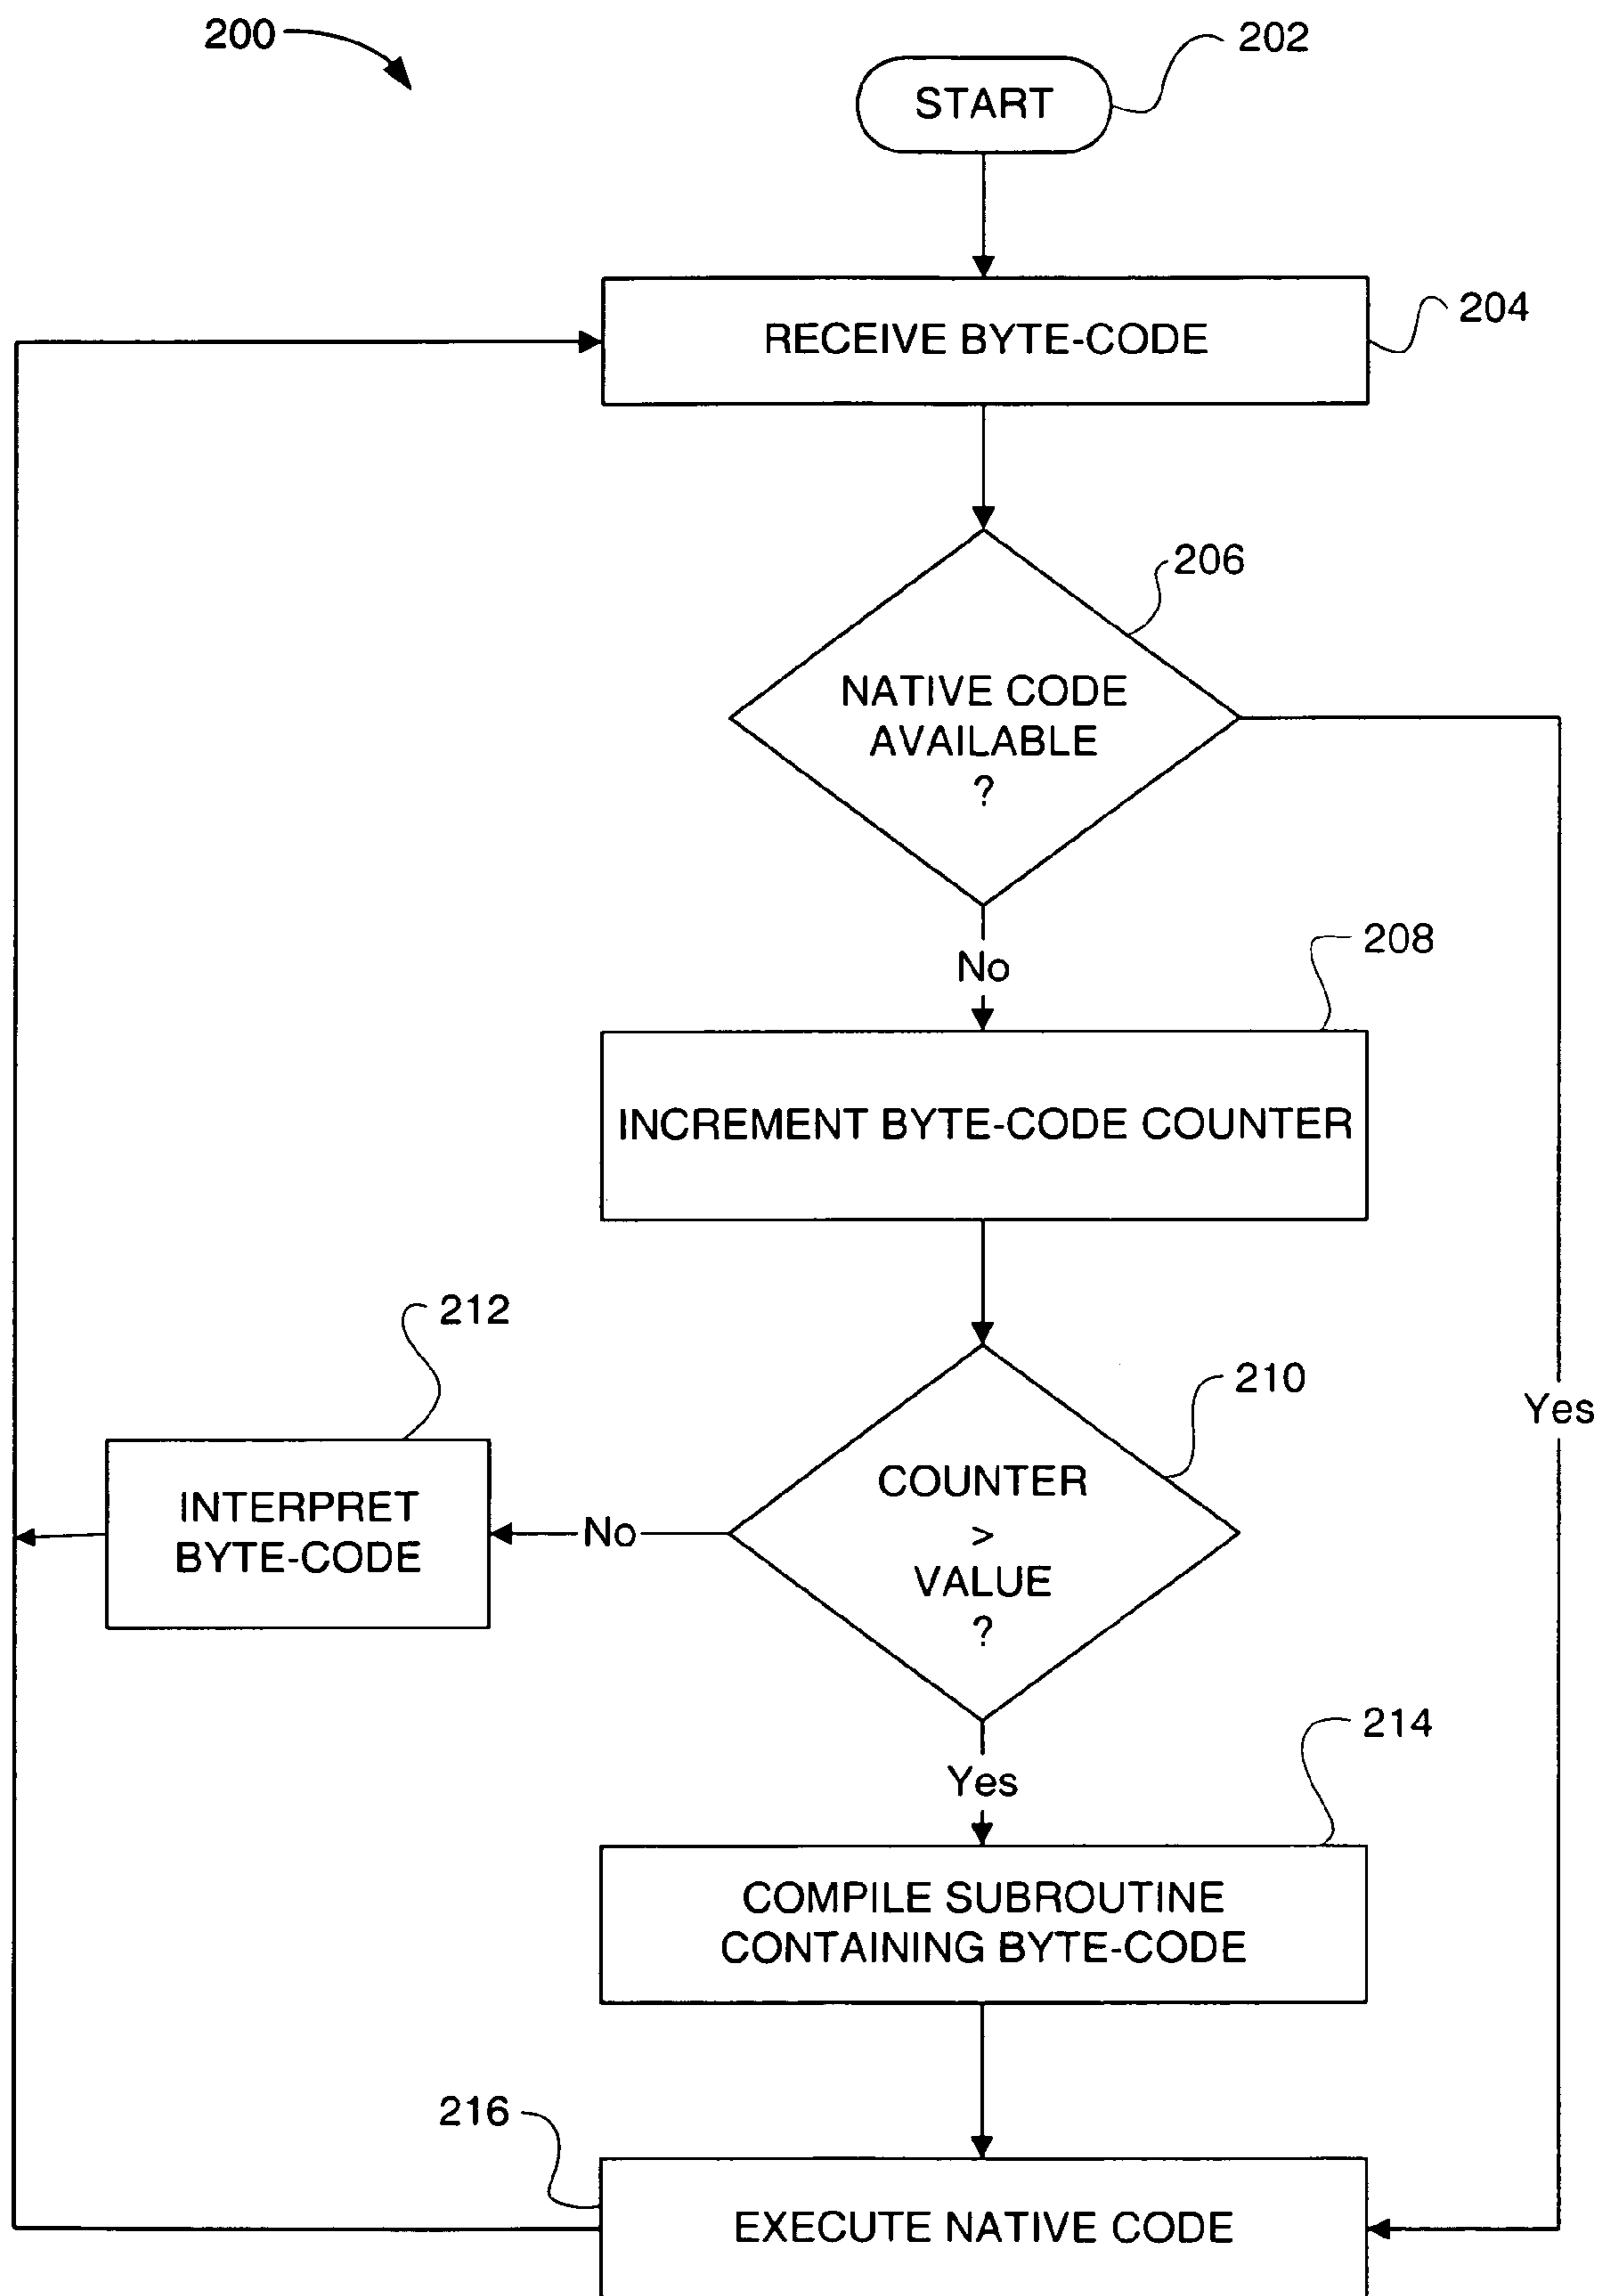 200
202
START
204
RECEIVE BYTE-CODE
206
NATIVE CODE
AVAILABLE
?
208
No
INCREMENT BYTE-CODE COUNTER
212
210
Yes
COUNTER
>
VALUE
?
INTERPRET
BYTE-CODE
No
214
Yes
COMPILE SUBROUTINE
CONTAINING BYTE-CODE
216
EXECUTE NATIVE CODE